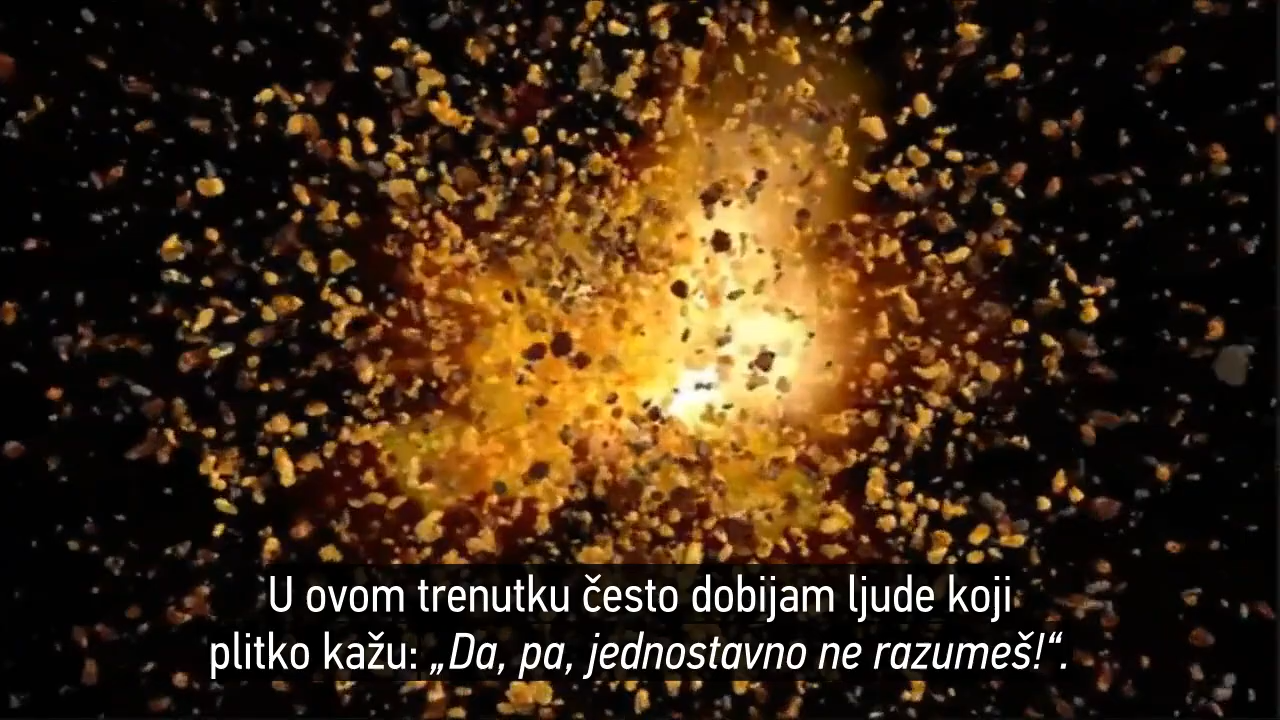 U ovom trenutku često dobijam ljude koji
plitko kažu: „Da, pa, jednostavno ne razumeš!“.